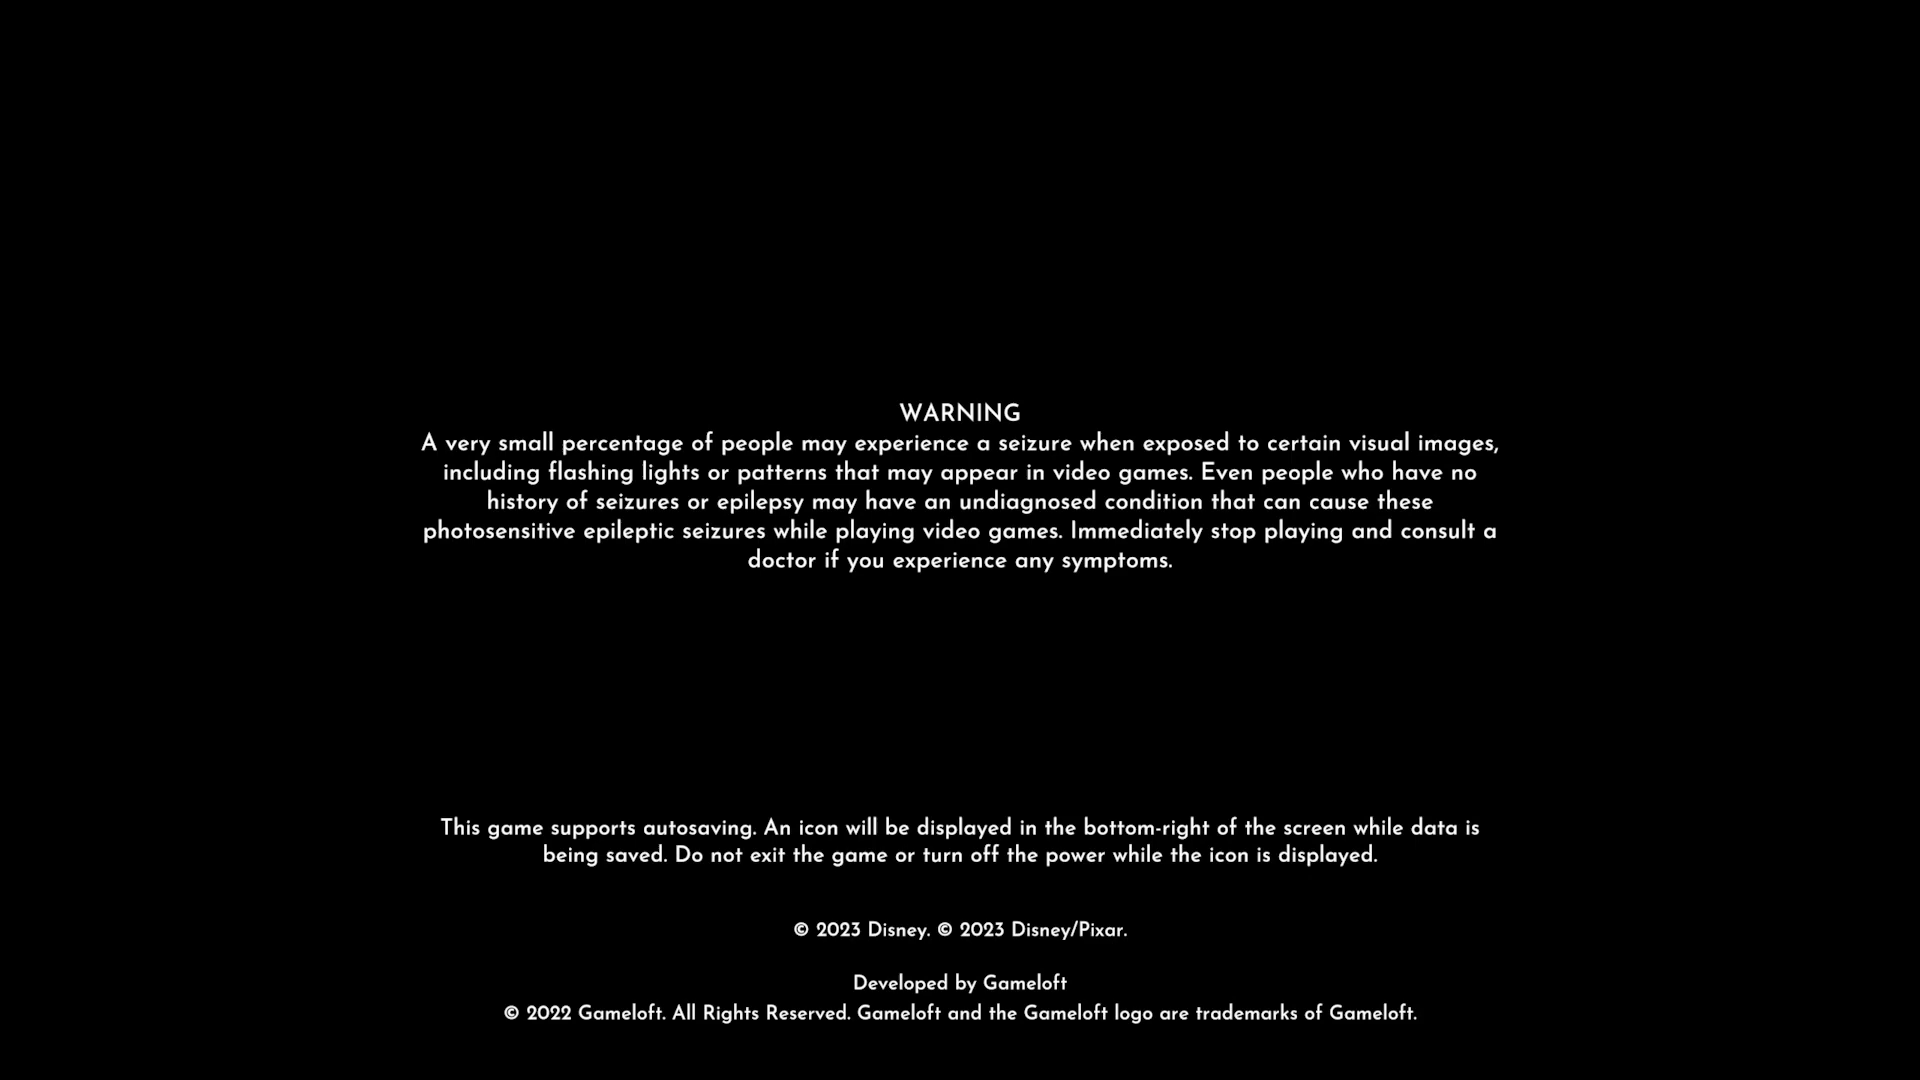 WARNING
A very small percentage of people may experience a seizure when exposed to certain visual images,
including flashing lights or patterns that may appear in video games. Even people who have no
history of seizures or epilepsy may have an undiagnosed condition that can cause these
photosensitive epileptic seizures while playing video games. Immediately stop playing and consult a
doctor if you experience any symptoms.
This game supports autosaving. An icon will be displayed in the bottom-right of the screen while data is
being saved. Do not exit the game or turn off the power while the icon is displayed.
© 2023 Disney. © 2023 Disney/Pixar.
Developed by Gameloft
© 2022 Gameloft. All Rights Reserved. Gameloft and the Gameloft logo are trademarks of Gameloft.